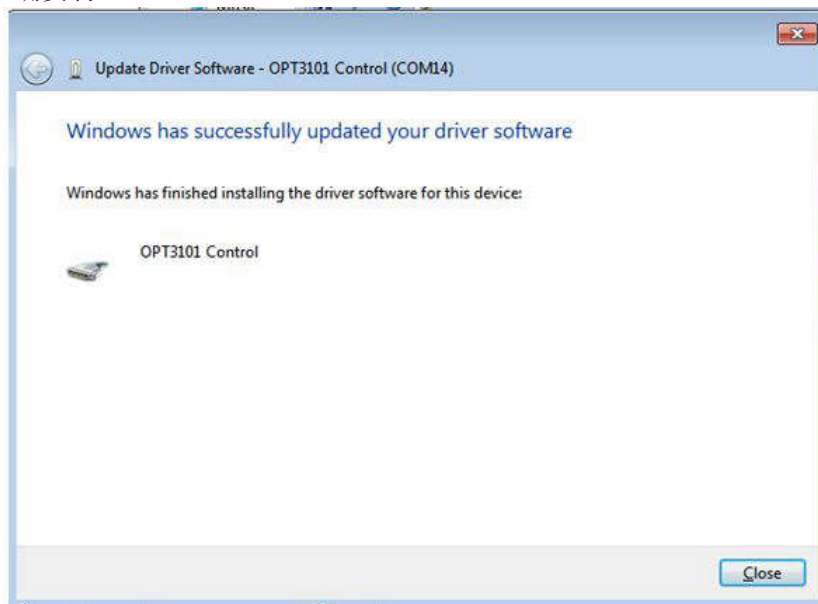 Update Driver Software - OPT3101 Control (COM14)
Windows has successfully updated your driver software
Windows has finished installing the driver software for this device:
OPT3101 Control
Close